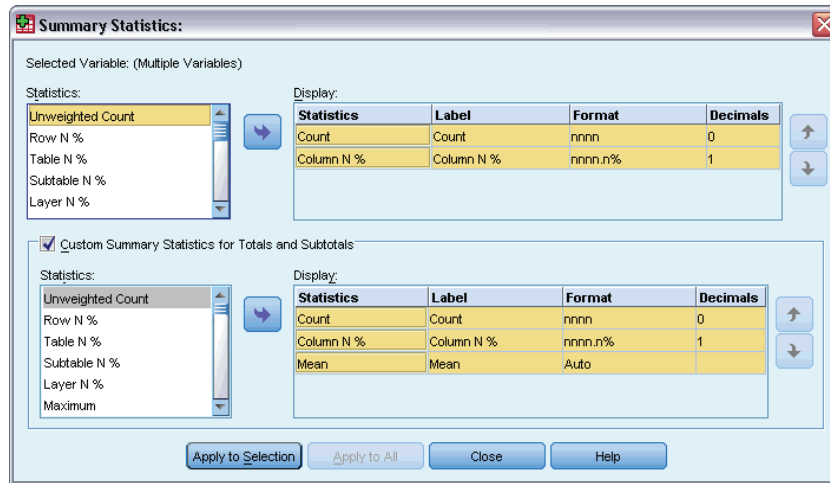 Summary Statistics:
Selected Variable: (Multiple Variables)
Statistics:
Unweighted Count
Row N %
Table N %
Subtable N %
Layer N %
Display:
Statistics Label Format Decimals
Count Count nnnn 0
Column N % Column N % nnnn.n% 1
Custom Summary Statistics for Totals and Subtotals
Statistics:
Unweighted Count
Row N %
Table N %
Subtable N %
Layer N %
Maximum
Display:
Statistics Label Format Decimals
Count Count nnnn 0
Column N % Column N % nnnn.n% 1
Mean Mean Auto
Apply to Selection Apply to All Close Help